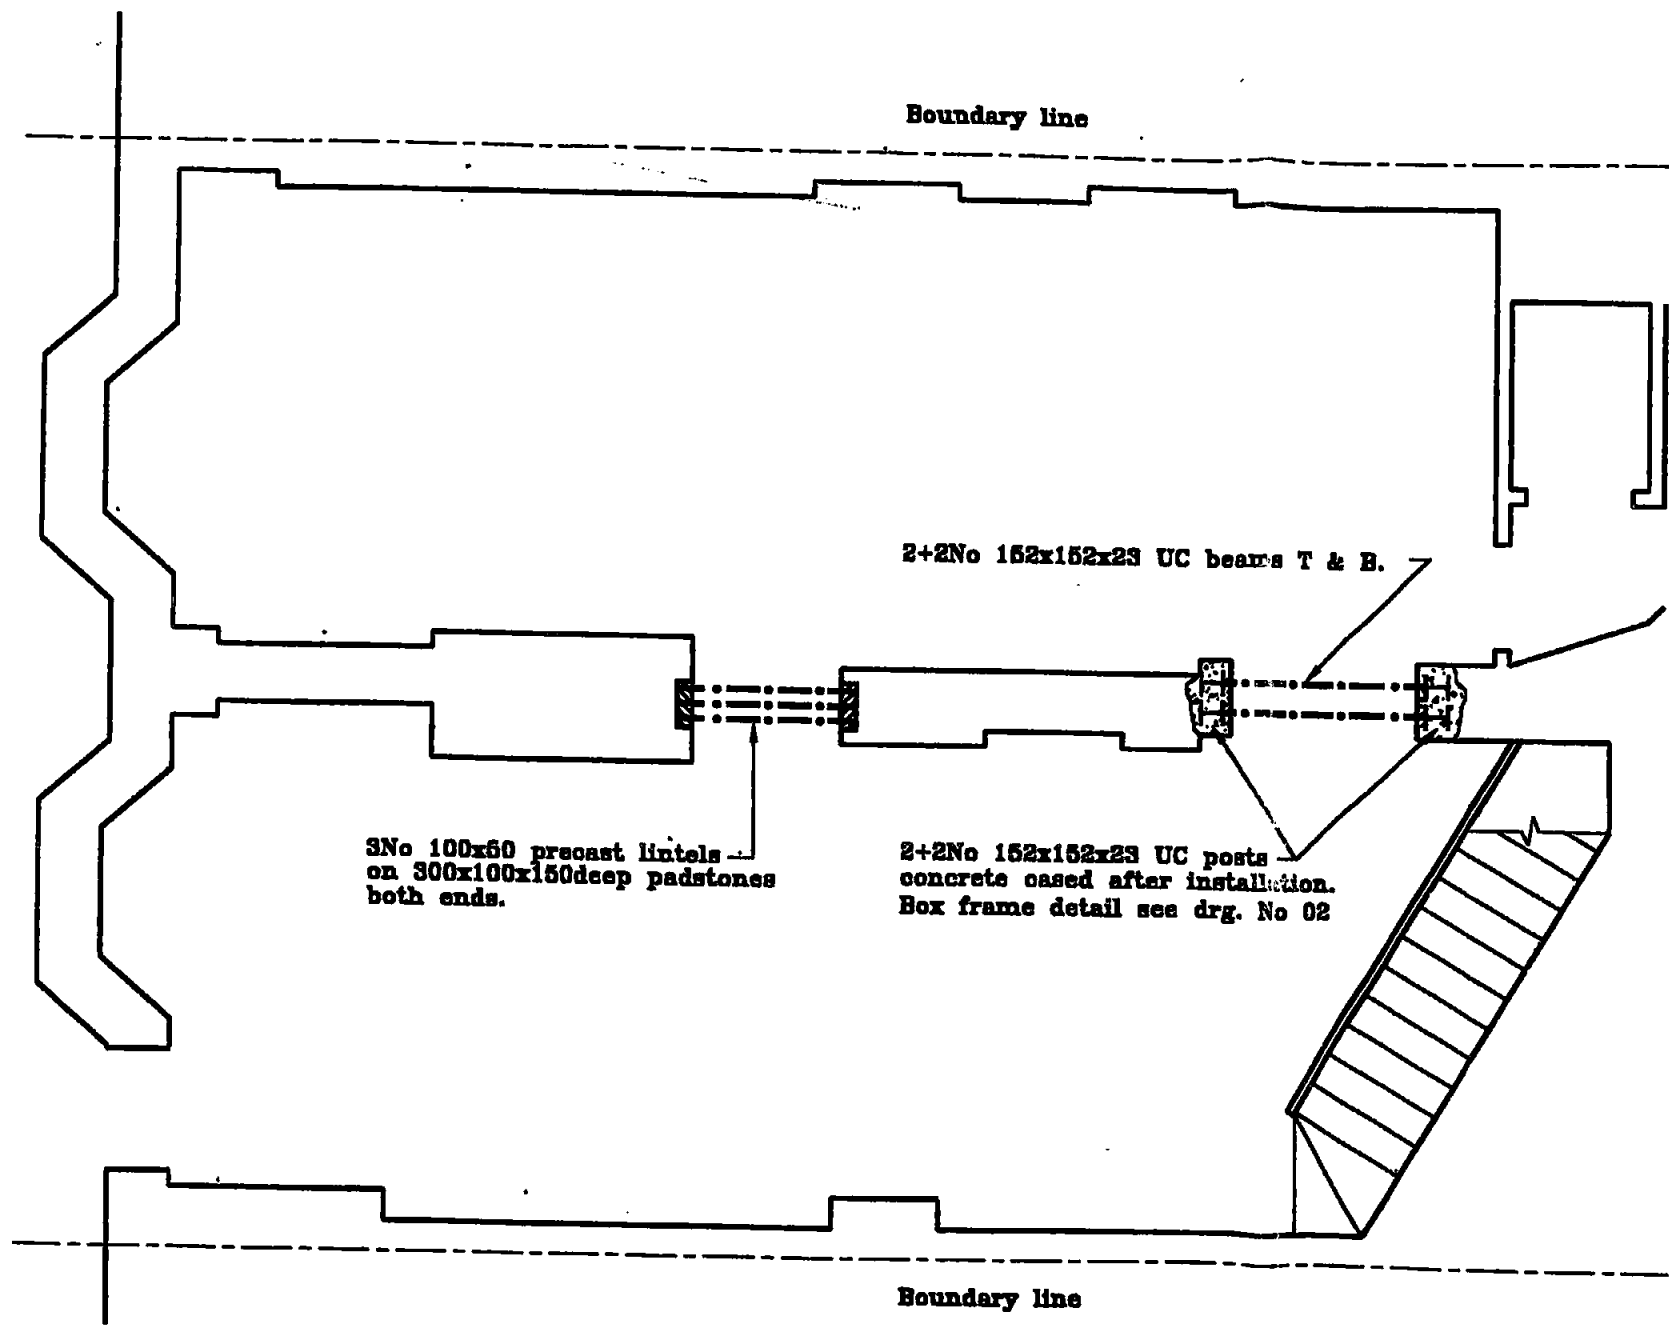 Boundary line
2+2No 152x152x23 UC beams T & B.
3No 100x50 precast lintels
on 300x100x150deep padstones
both ends.
2+2No 152x152x23 UC posts
concrete cased after installation.
Box frame detail see drg. No 02
Boundary line